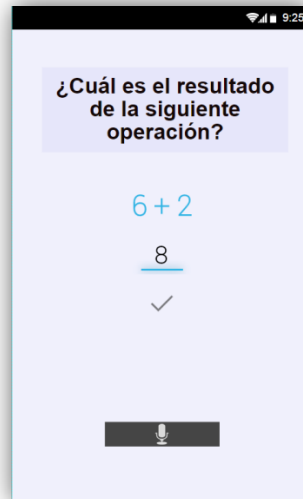 9:25
¿Cuál es el resultado
de la siguiente
operación?
6 + 2
8